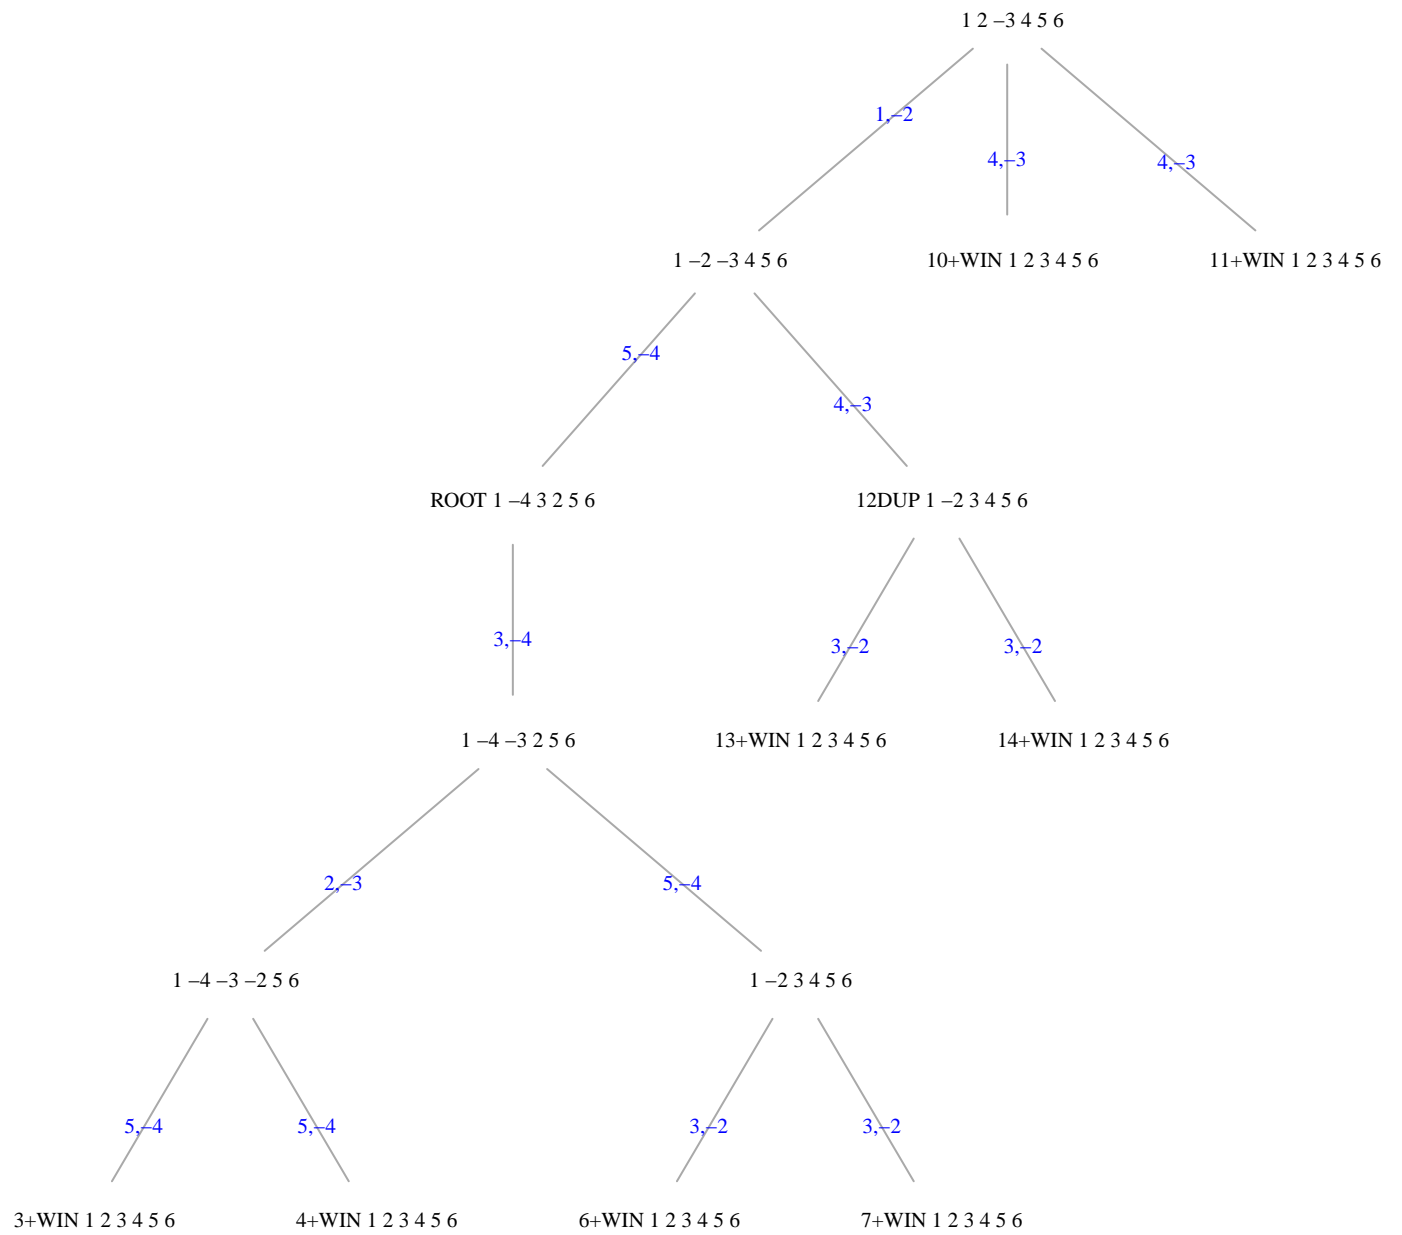 1 2 –3 4 5 6
1,–2
4,–3
4,–3
1 –2 –3 4 5 6
10+WIN 1 2 3 4 5 6
11+WIN 1 2 3 4 5 6
5,–4
4,–3
ROOT 1 –4 3 2 5 6
12DUP 1 –2 3 4 5 6
3,–4
3,–2
3,–2
1 –4 –3 2 5 6
13+WIN 1 2 3 4 5 6
14+WIN 1 2 3 4 5 6
2,–3
5,–4
1 –4 –3 –2 5 6
1 –2 3 4 5 6
5,–4
5,–4
3,–2
3,–2
3+WIN 1 2 3 4 5 6
4+WIN 1 2 3 4 5 6
6+WIN 1 2 3 4 5 6
7+WIN 1 2 3 4 5 6